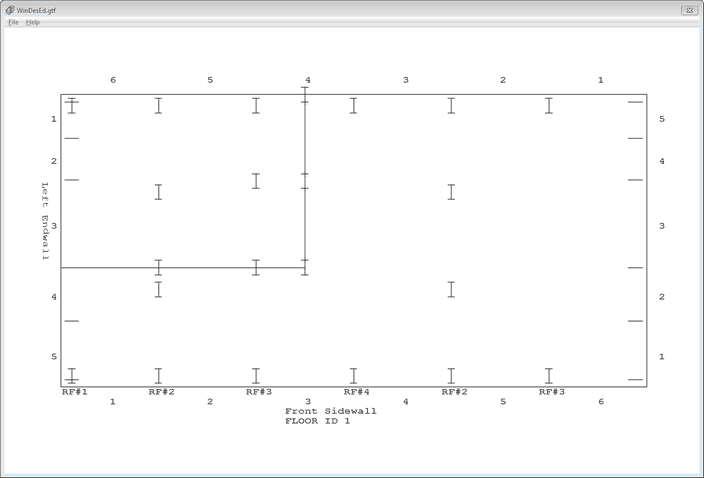 WinDesEd.gtf
File Help
6 5 4 3 2 1
1 5
2 4
Left Endwall
3 3
4 2
5 1
RF#1 RF#2 RF#3 RF#4 RF#2 RF#3
1 2 3 4 5 6
Front Sidewall
FLOOR ID 1